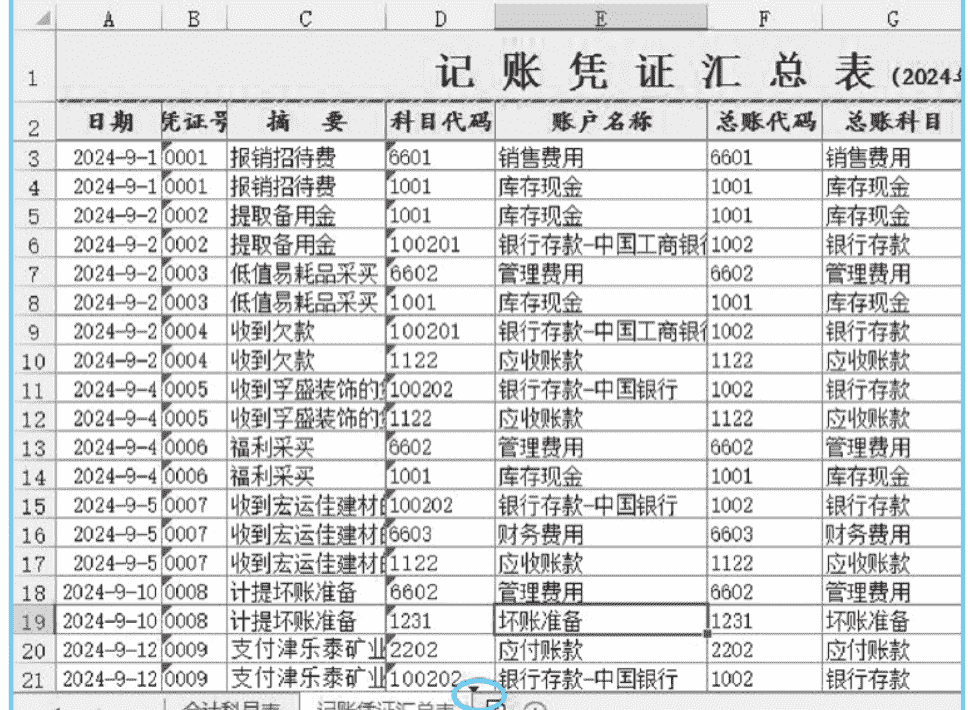 A B C D E F G
1 记 账 凭 证 汇 总 表 (2024年
2 日期 凭证号 摘 要 科目代码 账户名称 总账代码 总账科目
3 2024-9-1 0001 报销招待费 6601 销售费用 6601 销售费用
4 2024-9-1 0001 报销招待费 1001 库存现金 1001 库存现金
5 2024-9-2 0002 提取备用金 1001 库存现金 1001 库存现金
6 2024-9-2 0002 提取备用金 100201 银行存款-中国工商银行 1002 银行存款
7 2024-9-2 0003 低值易耗品采买 6602 管理费用 6602 管理费用
8 2024-9-2 0003 低值易耗品采买 1001 库存现金 1001 库存现金
9 2024-9-2 0004 收到欠款 100201 银行存款-中国工商银行 1002 银行存款
10 2024-9-2 0004 收到欠款 1122 应收账款 1122 应收账款
11 2024-9-4 0005 收到孚盛装饰的 100202 银行存款-中国银行 1002 银行存款
12 2024-9-4 0005 收到孚盛装饰的 1122 应收账款 1122 应收账款
13 2024-9-4 0006 福利采买 6602 管理费用 6602 管理费用
14 2024-9-4 0006 福利采买 1001 库存现金 1001 库存现金
15 2024-9-5 0007 收到宏运佳建材 100202 银行存款-中国银行 1002 银行存款
16 2024-9-5 0007 收到宏运佳建材 6603 财务费用 6603 财务费用
17 2024-9-5 0007 收到宏运佳建材 1122 应收账款 1122 应收账款
18 2024-9-10 0008 计提坏账准备 6602 管理费用 6602 管理费用
19 2024-9-10 0008 计提坏账准备 1231 坏账准备 1231 坏账准备
20 2024-9-12 0009 支付津乐泰矿业 2202 应付账款 2202 应付账款
21 2024-9-12 0009 支付津乐泰矿业 100202 银行存款-中国银行 1002 银行存款
会计科目表 记账凭证汇总表